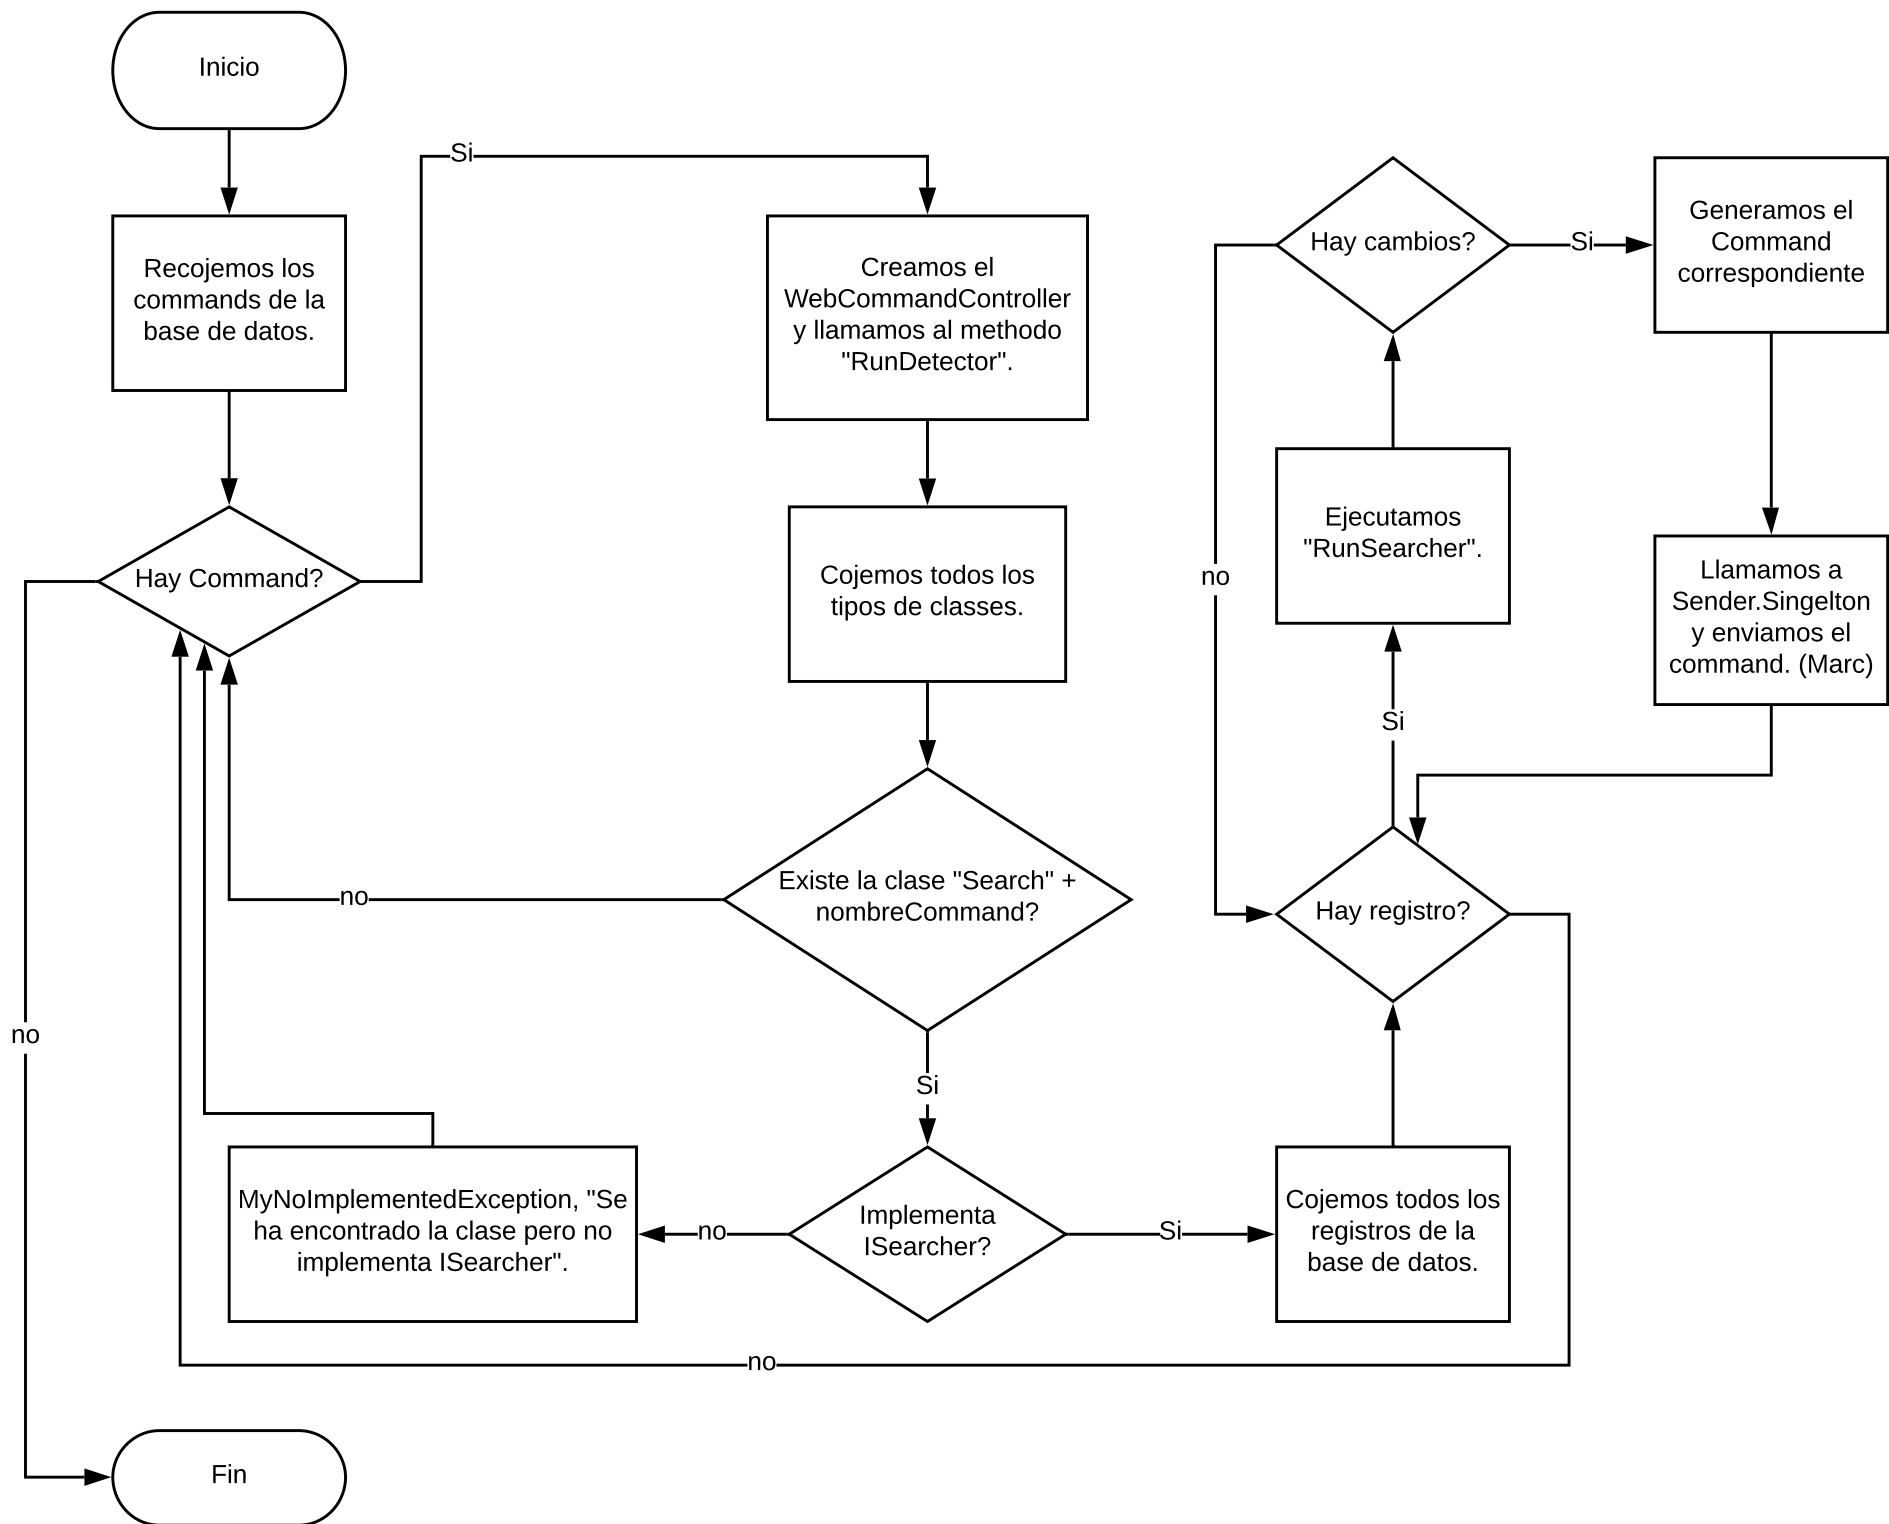 Inicio
Recojemos los
commands de la
base de datos.
Hay Command?
Si
no
Creamos el
WebCommandController
y llamamos al methodo
"RunDetector".
Cojemos todos los
tipos de classes.
Existe la clase "Search" +
nombreCommand?
no
Si
Implementa
ISearcher?
no
MyNoImplementedException, "Se
ha encontrado la clase pero no
implementa ISearcher".
Si
Cojemos todos los
registros de la
base de datos.
Hay registro?
no
Si
Ejecutamos
"RunSearcher".
Hay cambios?
no
Si
Generamos el
Command
correspondiente
Llamamos a
Sender.Singelton
y enviamos el
command. (Marc)
Fin